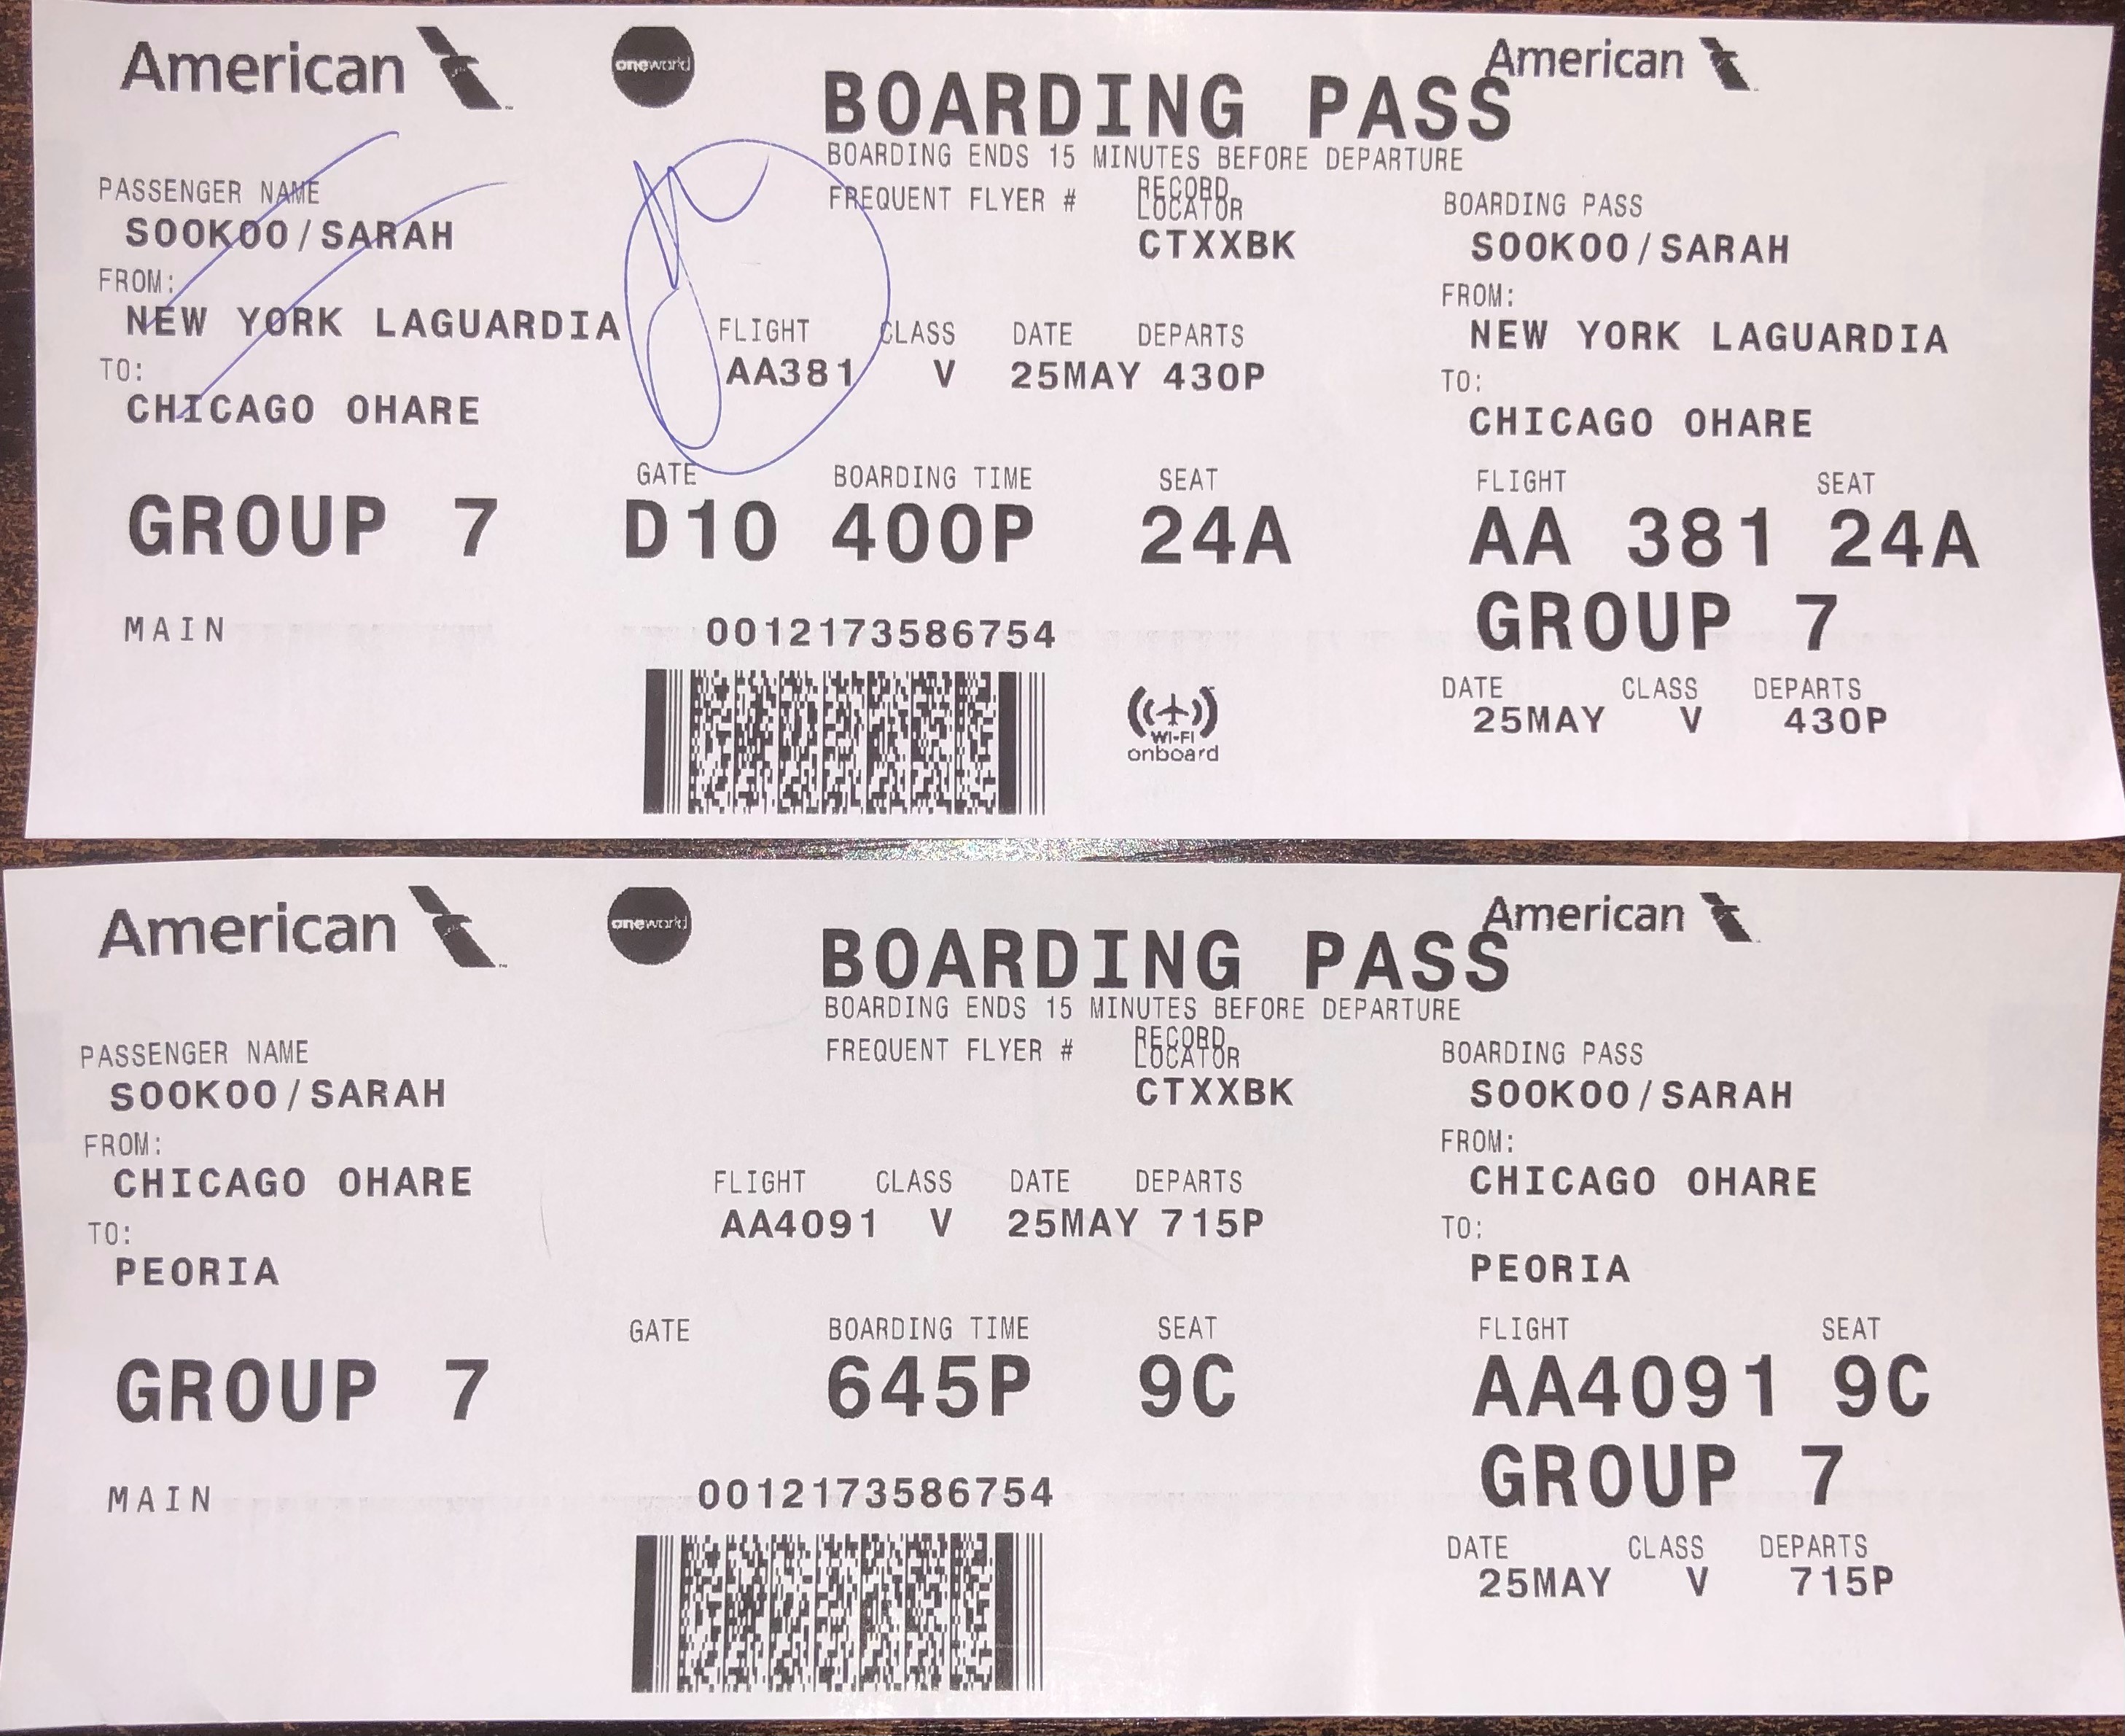 American oneworld American
BOARDING PASS
BOARDING ENDS 15 MINUTES BEFORE DEPARTURE
PASSENGER NAME FREQUENT FLYER # RECORD LOCATOR BOARDING PASS
SOOKOO/SARAH CTXXBK SOOKOO/SARAH
FROM: FROM:
NEW YORK LAGUARDIA FLIGHT CLASS DATE DEPARTS NEW YORK LAGUARDIA
TO: AA381 V 25MAY 430P TO:
CHICAGO OHARE CHICAGO OHARE
GATE BOARDING TIME SEAT FLIGHT SEAT
GROUP 7 D10 400P 24A AA 381 24A
GROUP 7
MAIN 0012173586754
DATE CLASS DEPARTS
WI-FI 25MAY V 430P
onboard
American oneworld American
BOARDING PASS
BOARDING ENDS 15 MINUTES BEFORE DEPARTURE
PASSENGER NAME FREQUENT FLYER # RECORD LOCATOR BOARDING PASS
SOOKOO/SARAH CTXXBK SOOKOO/SARAH
FROM: FROM:
CHICAGO OHARE FLIGHT CLASS DATE DEPARTS CHICAGO OHARE
TO: AA4091 V 25MAY 715P TO:
PEORIA PEORIA
GATE BOARDING TIME SEAT FLIGHT SEAT
GROUP 7 645P 9C AA4091 9C
GROUP 7
MAIN 0012173586754
DATE CLASS DEPARTS
25MAY V 715P